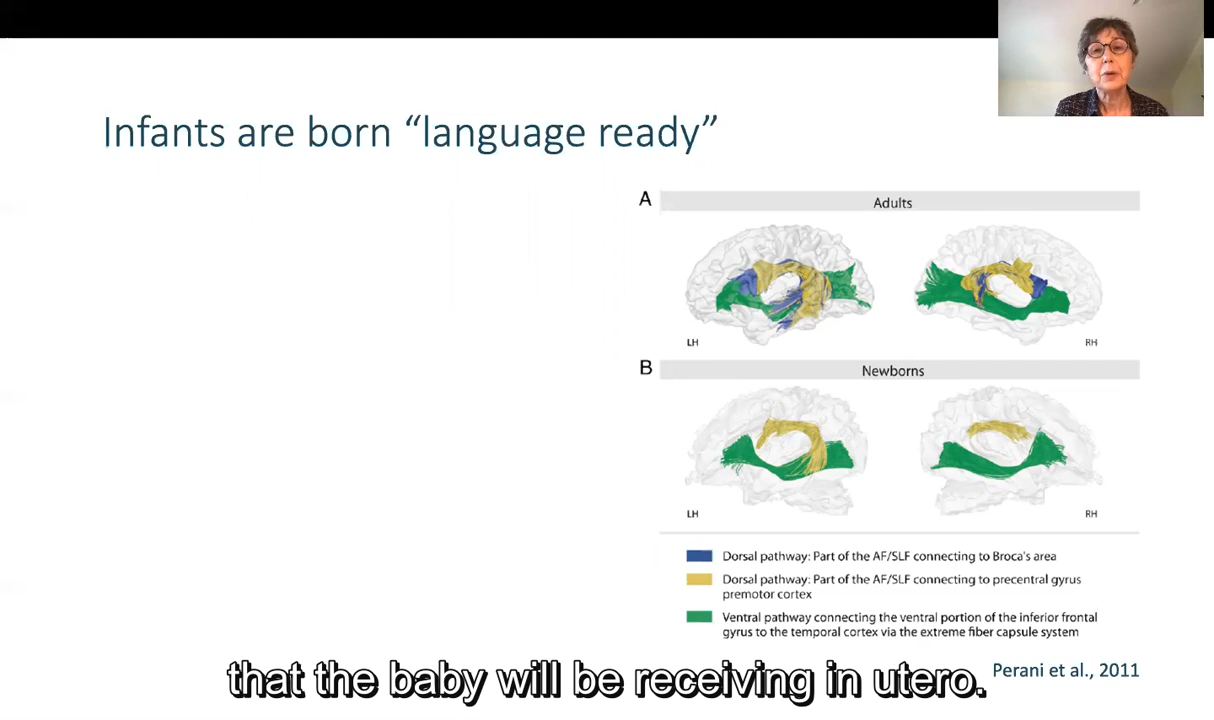 Infants are born “language ready”
A
Adults
LH
RH
B
Newborns
LH
RH
Dorsal pathway: Part of the AF/SLF connecting to Broca's area
Dorsal pathway: Part of the AF/SLF connecting to precentral gyrus
premotor cortex
Ventral pathway connecting the ventral portion of the inferior frontal
gyrus to the temporal cortex via the extreme fiber capsule system
Perani et al., 2011
that the baby will be receiving in utero.